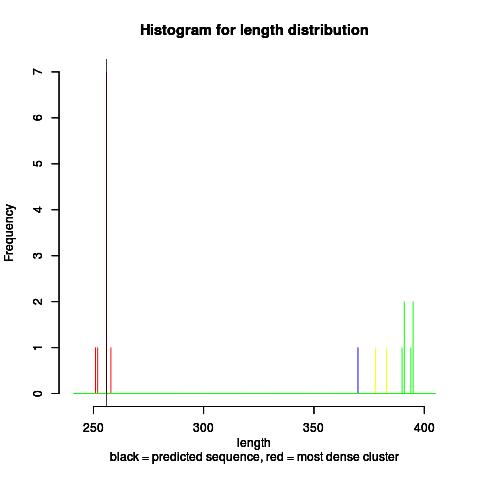 Histogram for length distribution
Frequency
7
6
5
4
3
2
1
0
250 300 350 400
length
black = predicted sequence, red = most dense cluster